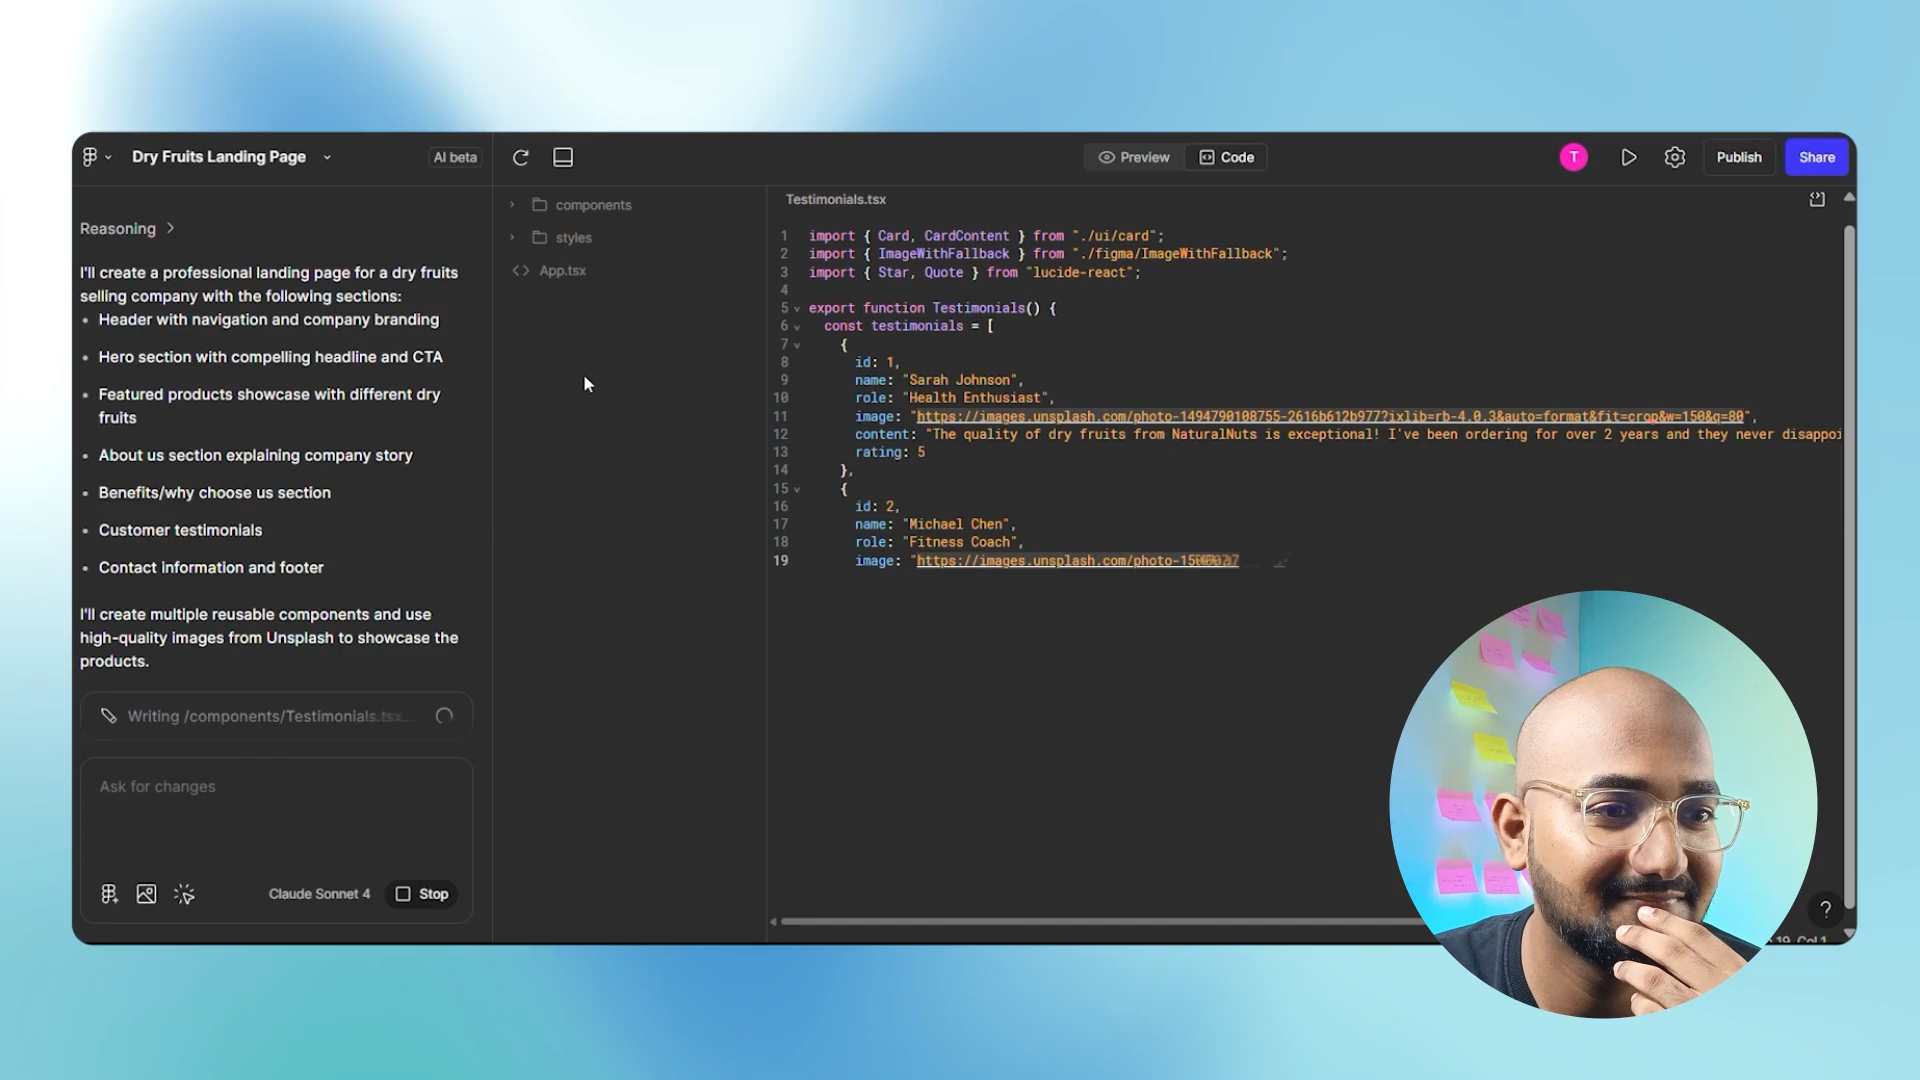 Dry Fruits Landing Page
AI beta
Preview
Code
T
Publish
Share
Reasoning
I'll create a professional landing page for a dry fruits
selling company with the following sections:
• Header with navigation and company branding
• Hero section with compelling headline and CTA
• Featured products showcase with different dry
fruits
• About us section explaining company story
• Benefits/why choose us section
• Customer testimonials
• Contact information and footer
I'll create multiple reusable components and use
high-quality images from Unsplash to showcase the
products.
Writing /components/Testimonials.tsx...
Ask for changes
Claude Sonnet 4
Stop
components
styles
App.tsx
Testimonials.tsx
1 import { Card, CardContent } from "./ui/card";
2 import { ImageWithFallback } from "./figma/ImageWithFallback";
3 import { Star, Quote } from "lucide-react";
4
5 export function Testimonials() {
6 const testimonials = [
7 {
8 id: 1,
9 name: "Sarah Johnson",
10 role: "Health Enthusiast",
11 image: "https://images.unsplash.com/photo-1494790108755-2616b612b977?ixlib=rb-4.0.3&auto=format&fit=crop&w=150&q=80",
12 content: "The quality of dry fruits from NaturalNuts is exceptional! I've been ordering for over 2 years and they never disappoi
13 rating: 5
14 },
15 {
16 id: 2,
17 name: "Michael Chen",
18 role: "Fitness Coach",
19 image: "https://images.unsplash.com/photo-15
?
19, Col 1